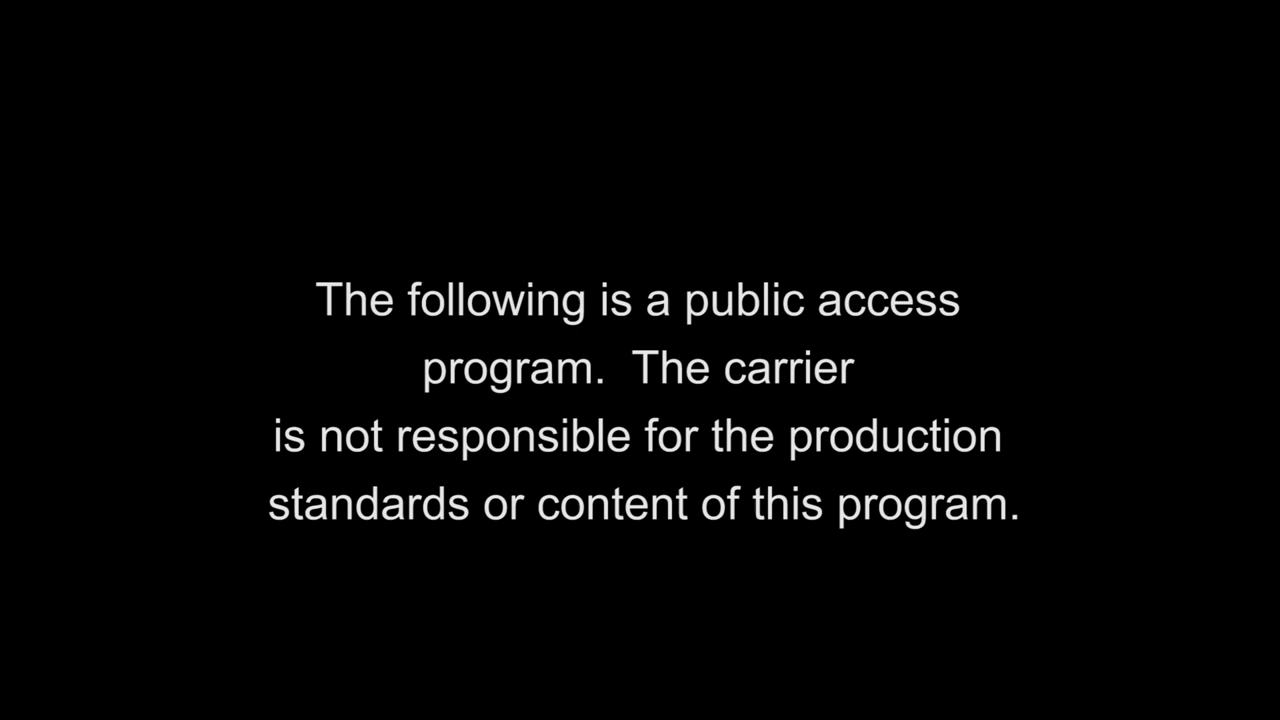 The following is a public access
program.  The carrier
is not responsible for the production
standards or content of this program.